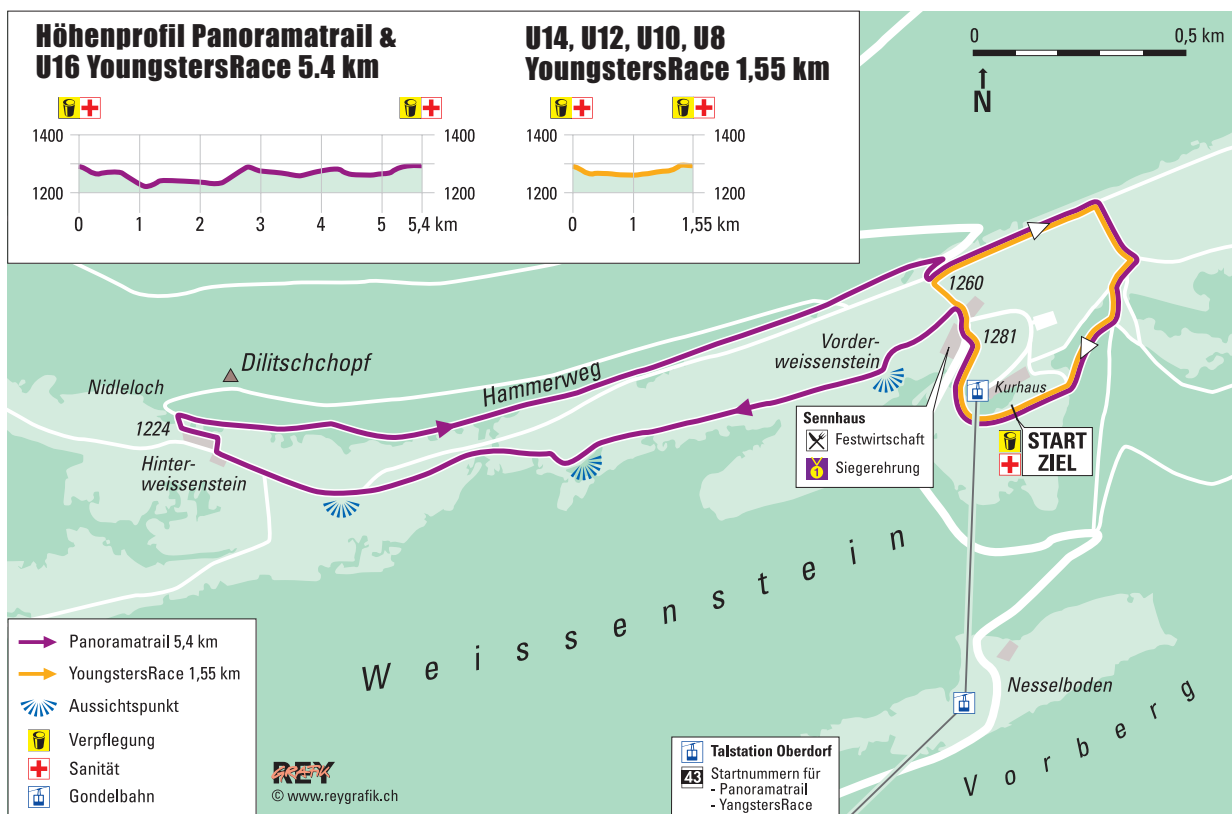 Höhenprofil Panoramatrail &
U16 YoungstersRace 5.4 km
1400
1400
1200
1200
0 1 2 3 4 5 5,4 km
U14, U12, U10, U8
YoungstersRace 1,55 km
1400
1400
1200
1200
0 1 1,55 km
0 0,5 km
N
1260
1281
Vorder-
weissenstein
Kurhaus
Dilitschchopf
Nidleloch
Hammerweg
1224
Hinter-
weissenstein
Sennhaus
Festwirtschaft
1 Siegerehrung
START
ZIEL
Weissenstein
Nesselboden
Vorberg
Panoramatrail 5,4 km
YoungstersRace 1,55 km
Aussichtspunkt
Verpflegung
Sanität
Gondelbahn
REY
GRAFIK
© www.reygrafik.ch
Talstation Oberdorf
43 Startnummern für
- Panoramatrail
- YangstersRace